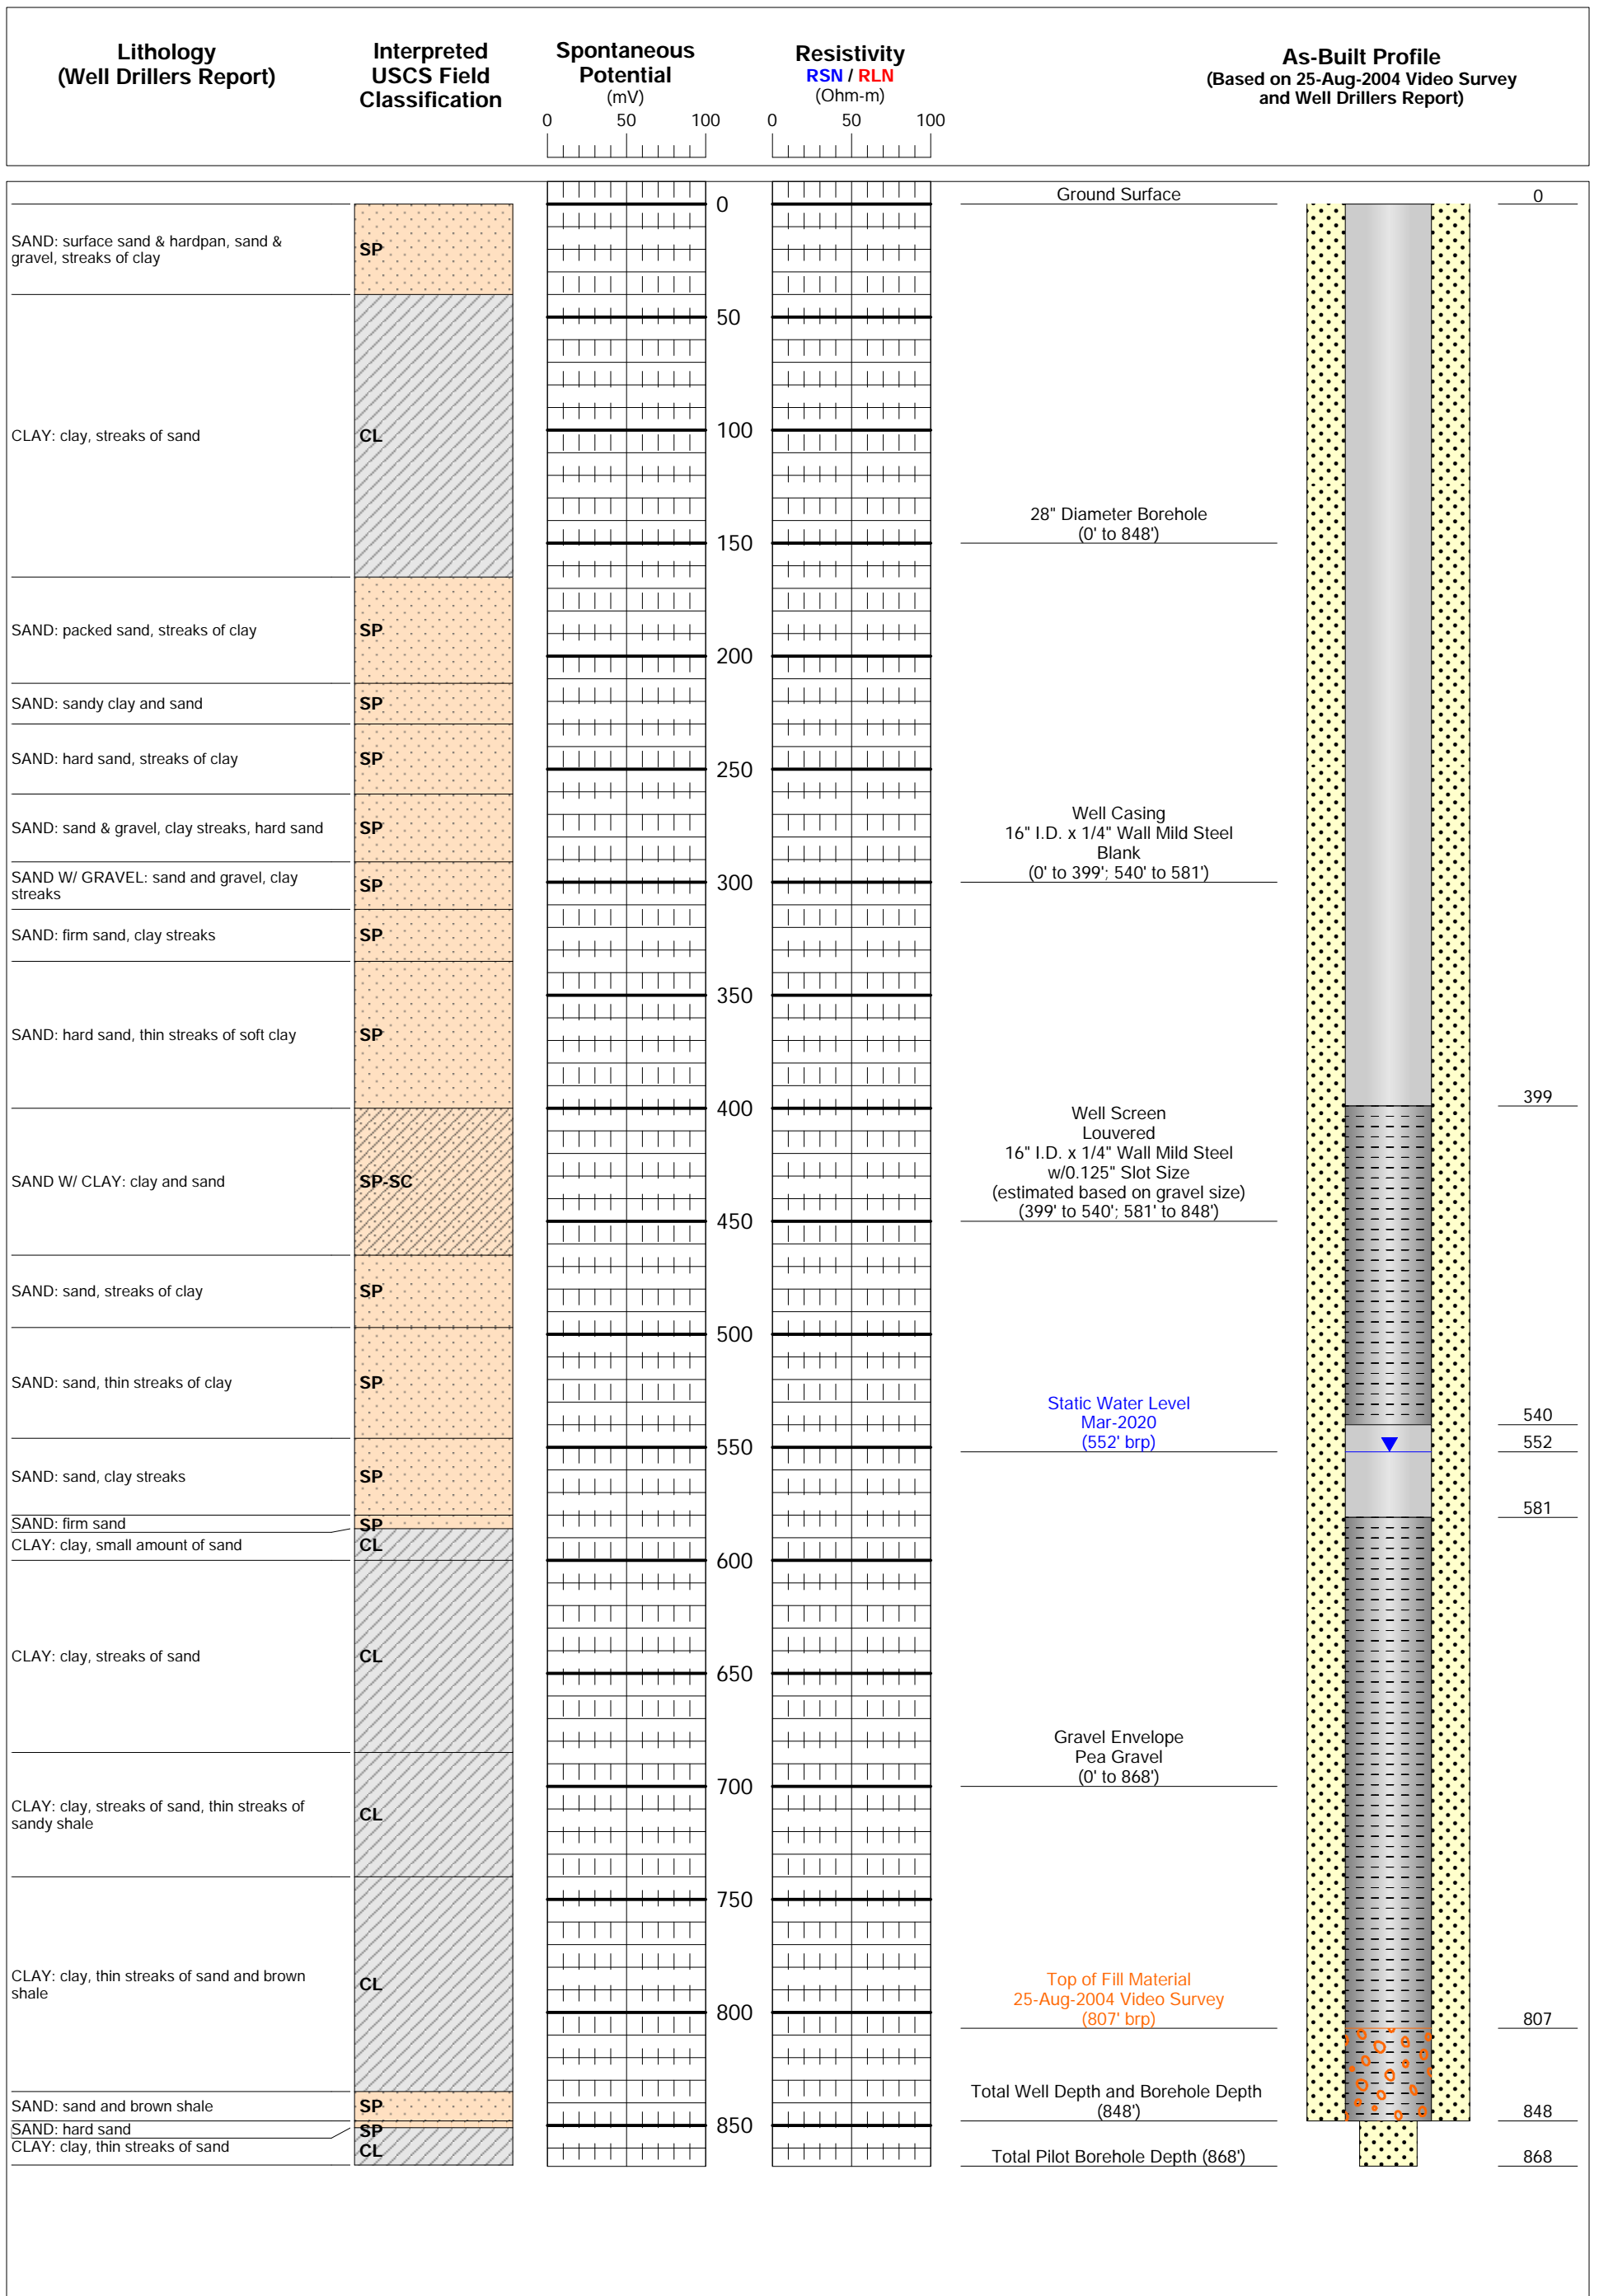 Lithology
(Well Drillers Report)
Interpreted
USCS Field
Classification
Spontaneous
Potential
(mV)
0 50 100
Resistivity
RSN / RLN
(Ohm-m)
0 50 100
As-Built Profile
(Based on 25-Aug-2004 Video Survey
and Well Drillers Report)
SAND: surface sand & hardpan, sand &
gravel, streaks of clay
CLAY: clay, streaks of sand
SAND: packed sand, streaks of clay
SAND: sandy clay and sand
SAND: hard sand, streaks of clay
SAND: sand & gravel, clay streaks, hard sand
SAND W/ GRAVEL: sand and gravel, clay
streaks
SAND: firm sand, clay streaks
SAND: hard sand, thin streaks of soft clay
SAND W/ CLAY: clay and sand
SAND: sand, streaks of clay
SAND: sand, thin streaks of clay
SAND: sand, clay streaks
SAND: firm sand
CLAY: clay, small amount of sand
CLAY: clay, streaks of sand
CLAY: clay, streaks of sand, thin streaks of
sandy shale
CLAY: clay, thin streaks of sand and brown
shale
SAND: sand and brown shale
SAND: hard sand
CLAY: clay, thin streaks of sand
SP
CL
SP
SP
SP
SP
SP
SP
SP
SP-SC
SP
SP
SP
SP
CL
CL
CL
CL
SP
SP
CL
0
50
100
150
200
250
300
350
400
450
500
550
600
650
700
750
800
850
Ground Surface
28" Diameter Borehole
(0' to 848')
Well Casing
16" I.D. x 1/4" Wall Mild Steel
Blank
(0' to 399'; 540' to 581')
Well Screen
Louvered
16" I.D. x 1/4" Wall Mild Steel
w/0.125" Slot Size
(estimated based on gravel size)
(399' to 540'; 581' to 848')
Static Water Level
Mar-2020
(552' brp)
Gravel Envelope
Pea Gravel
(0' to 868')
Top of Fill Material
25-Aug-2004 Video Survey
(807' brp)
Total Well Depth and Borehole Depth
(848')
Total Pilot Borehole Depth (868')
0
399
540
552
581
807
848
868